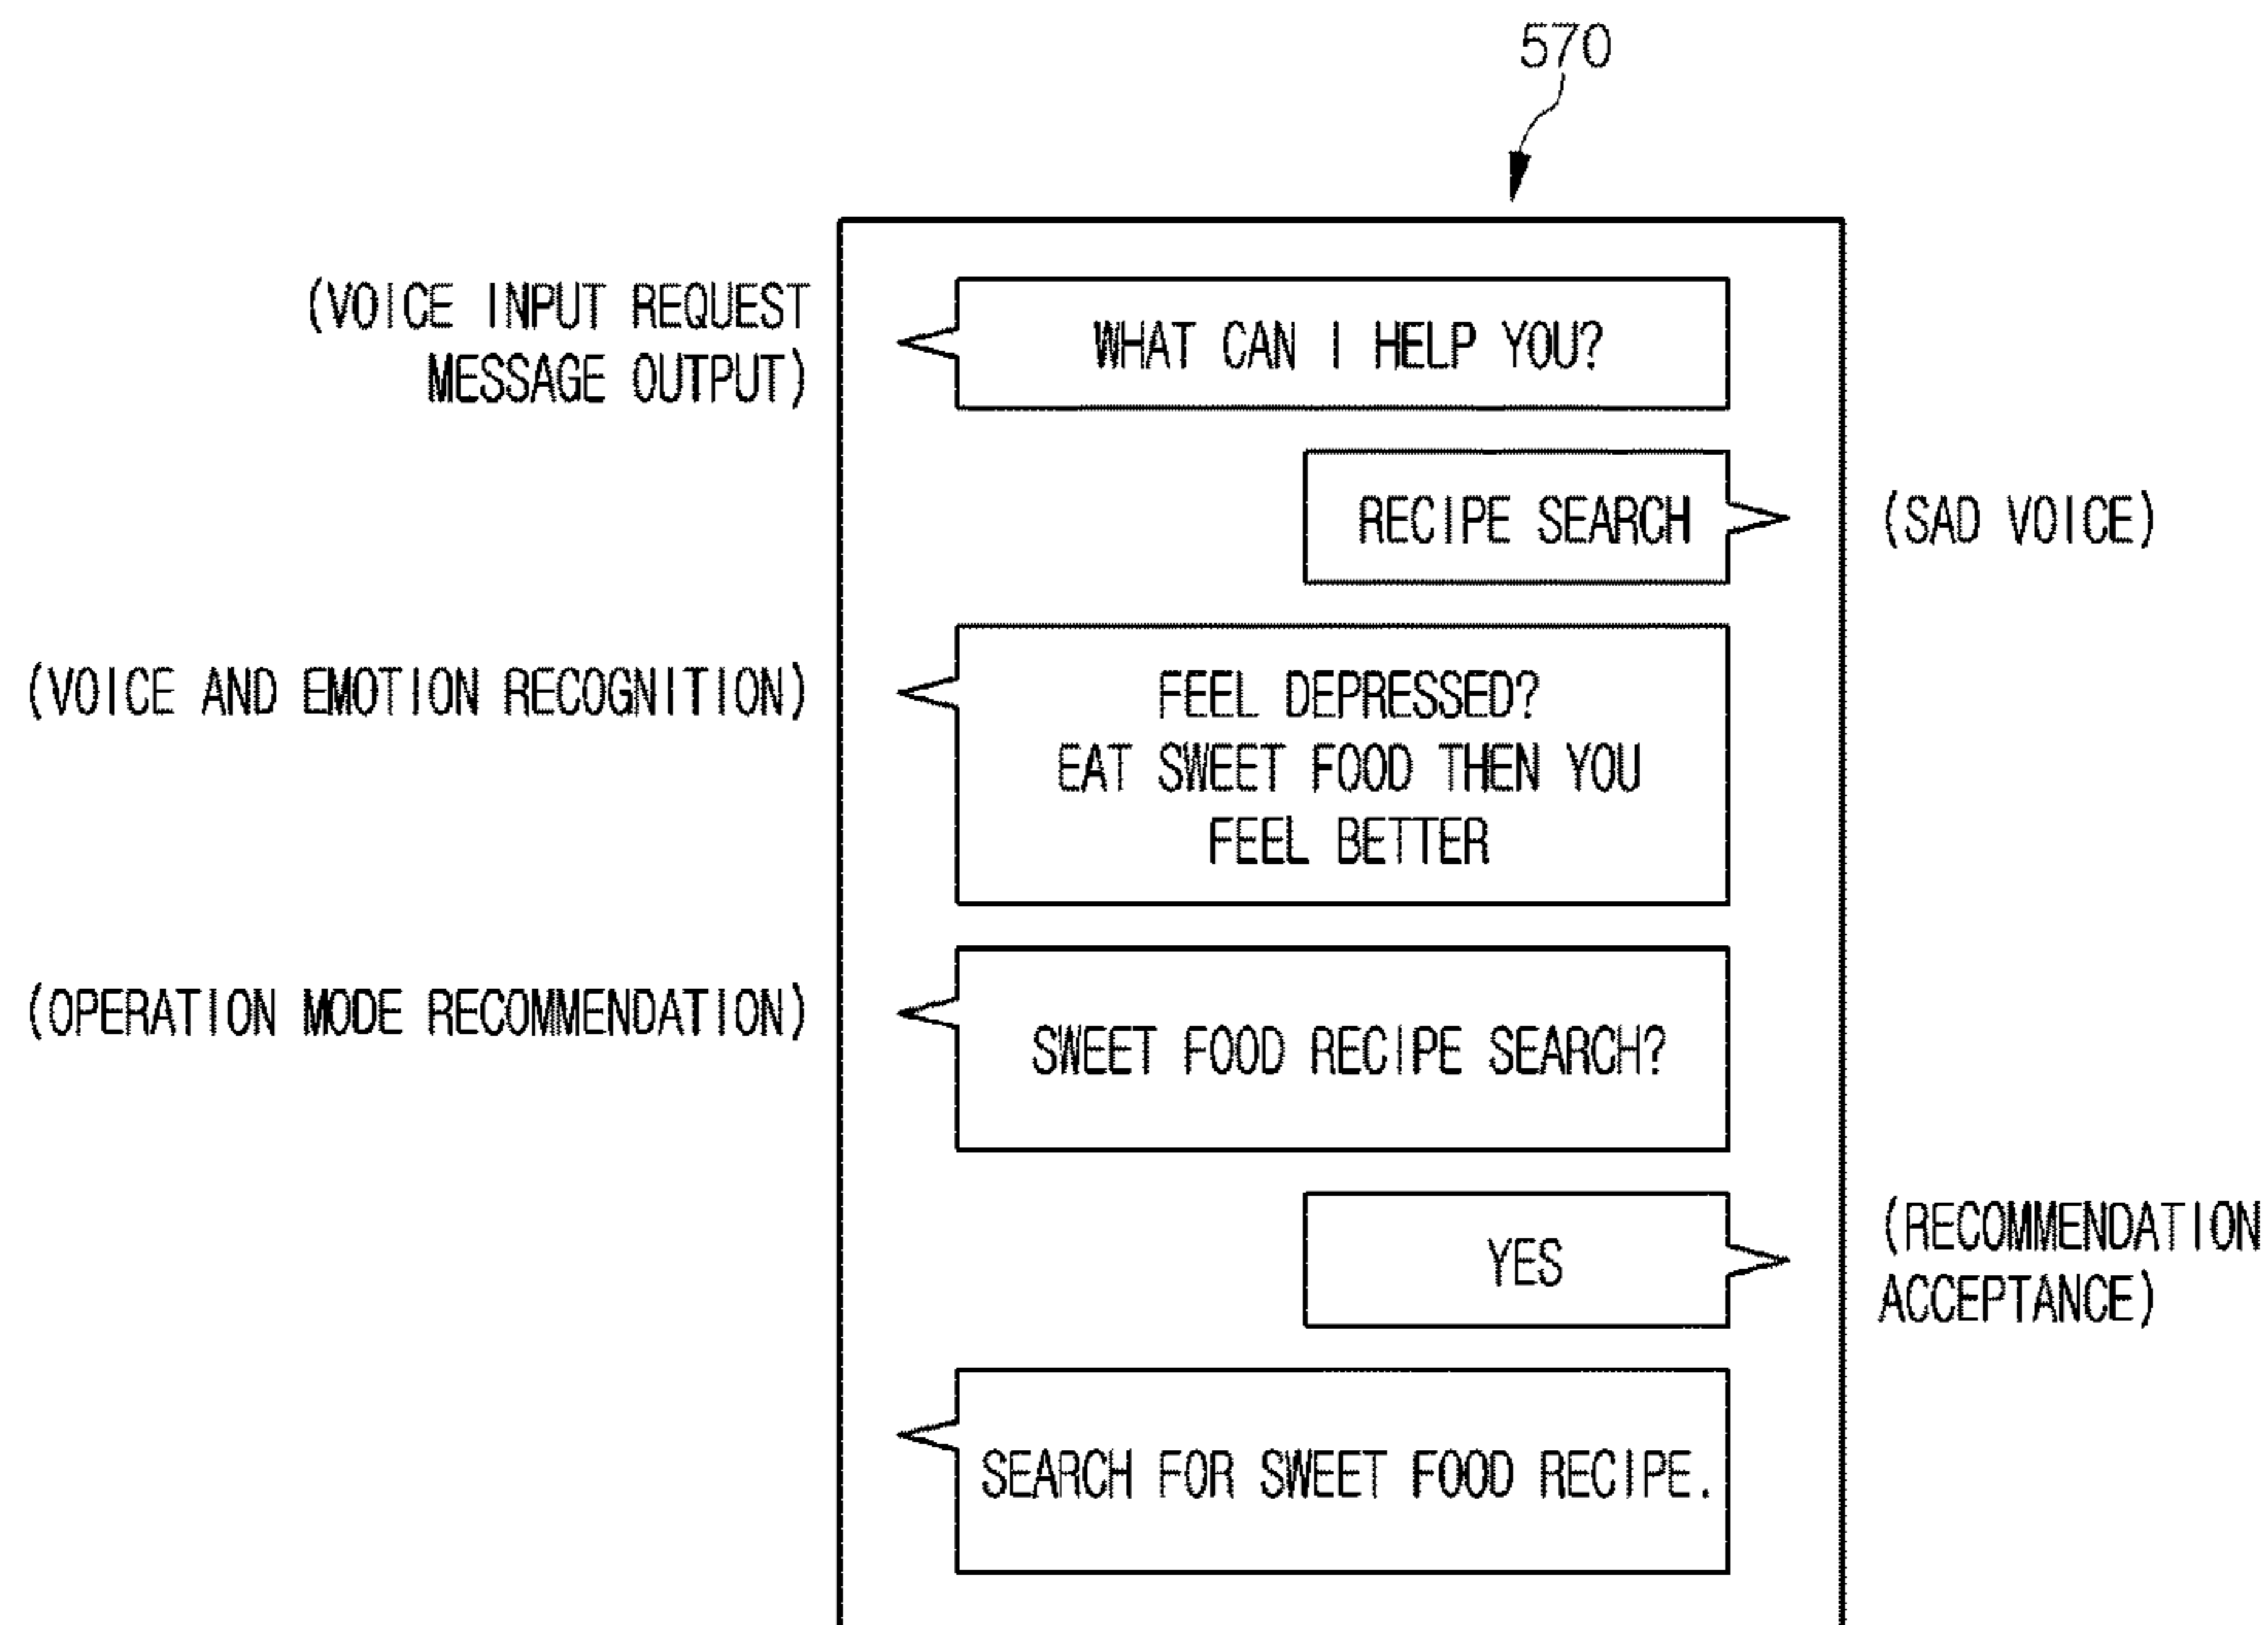 570
(VOICE INPUT REQUEST
MESSAGE OUTPUT)
WHAT CAN I HELP YOU?
RECIPE SEARCH
(SAD VOICE)
(VOICE AND EMOTION RECOGNITION)
FEEL DEPRESSED?
EAT SWEET FOOD THEN YOU
FEEL BETTER
(OPERATION MODE RECOMMENDATION)
SWEET FOOD RECIPE SEARCH?
YES
(RECOMMENDATION
ACCEPTANCE)
SEARCH FOR SWEET FOOD RECIPE.